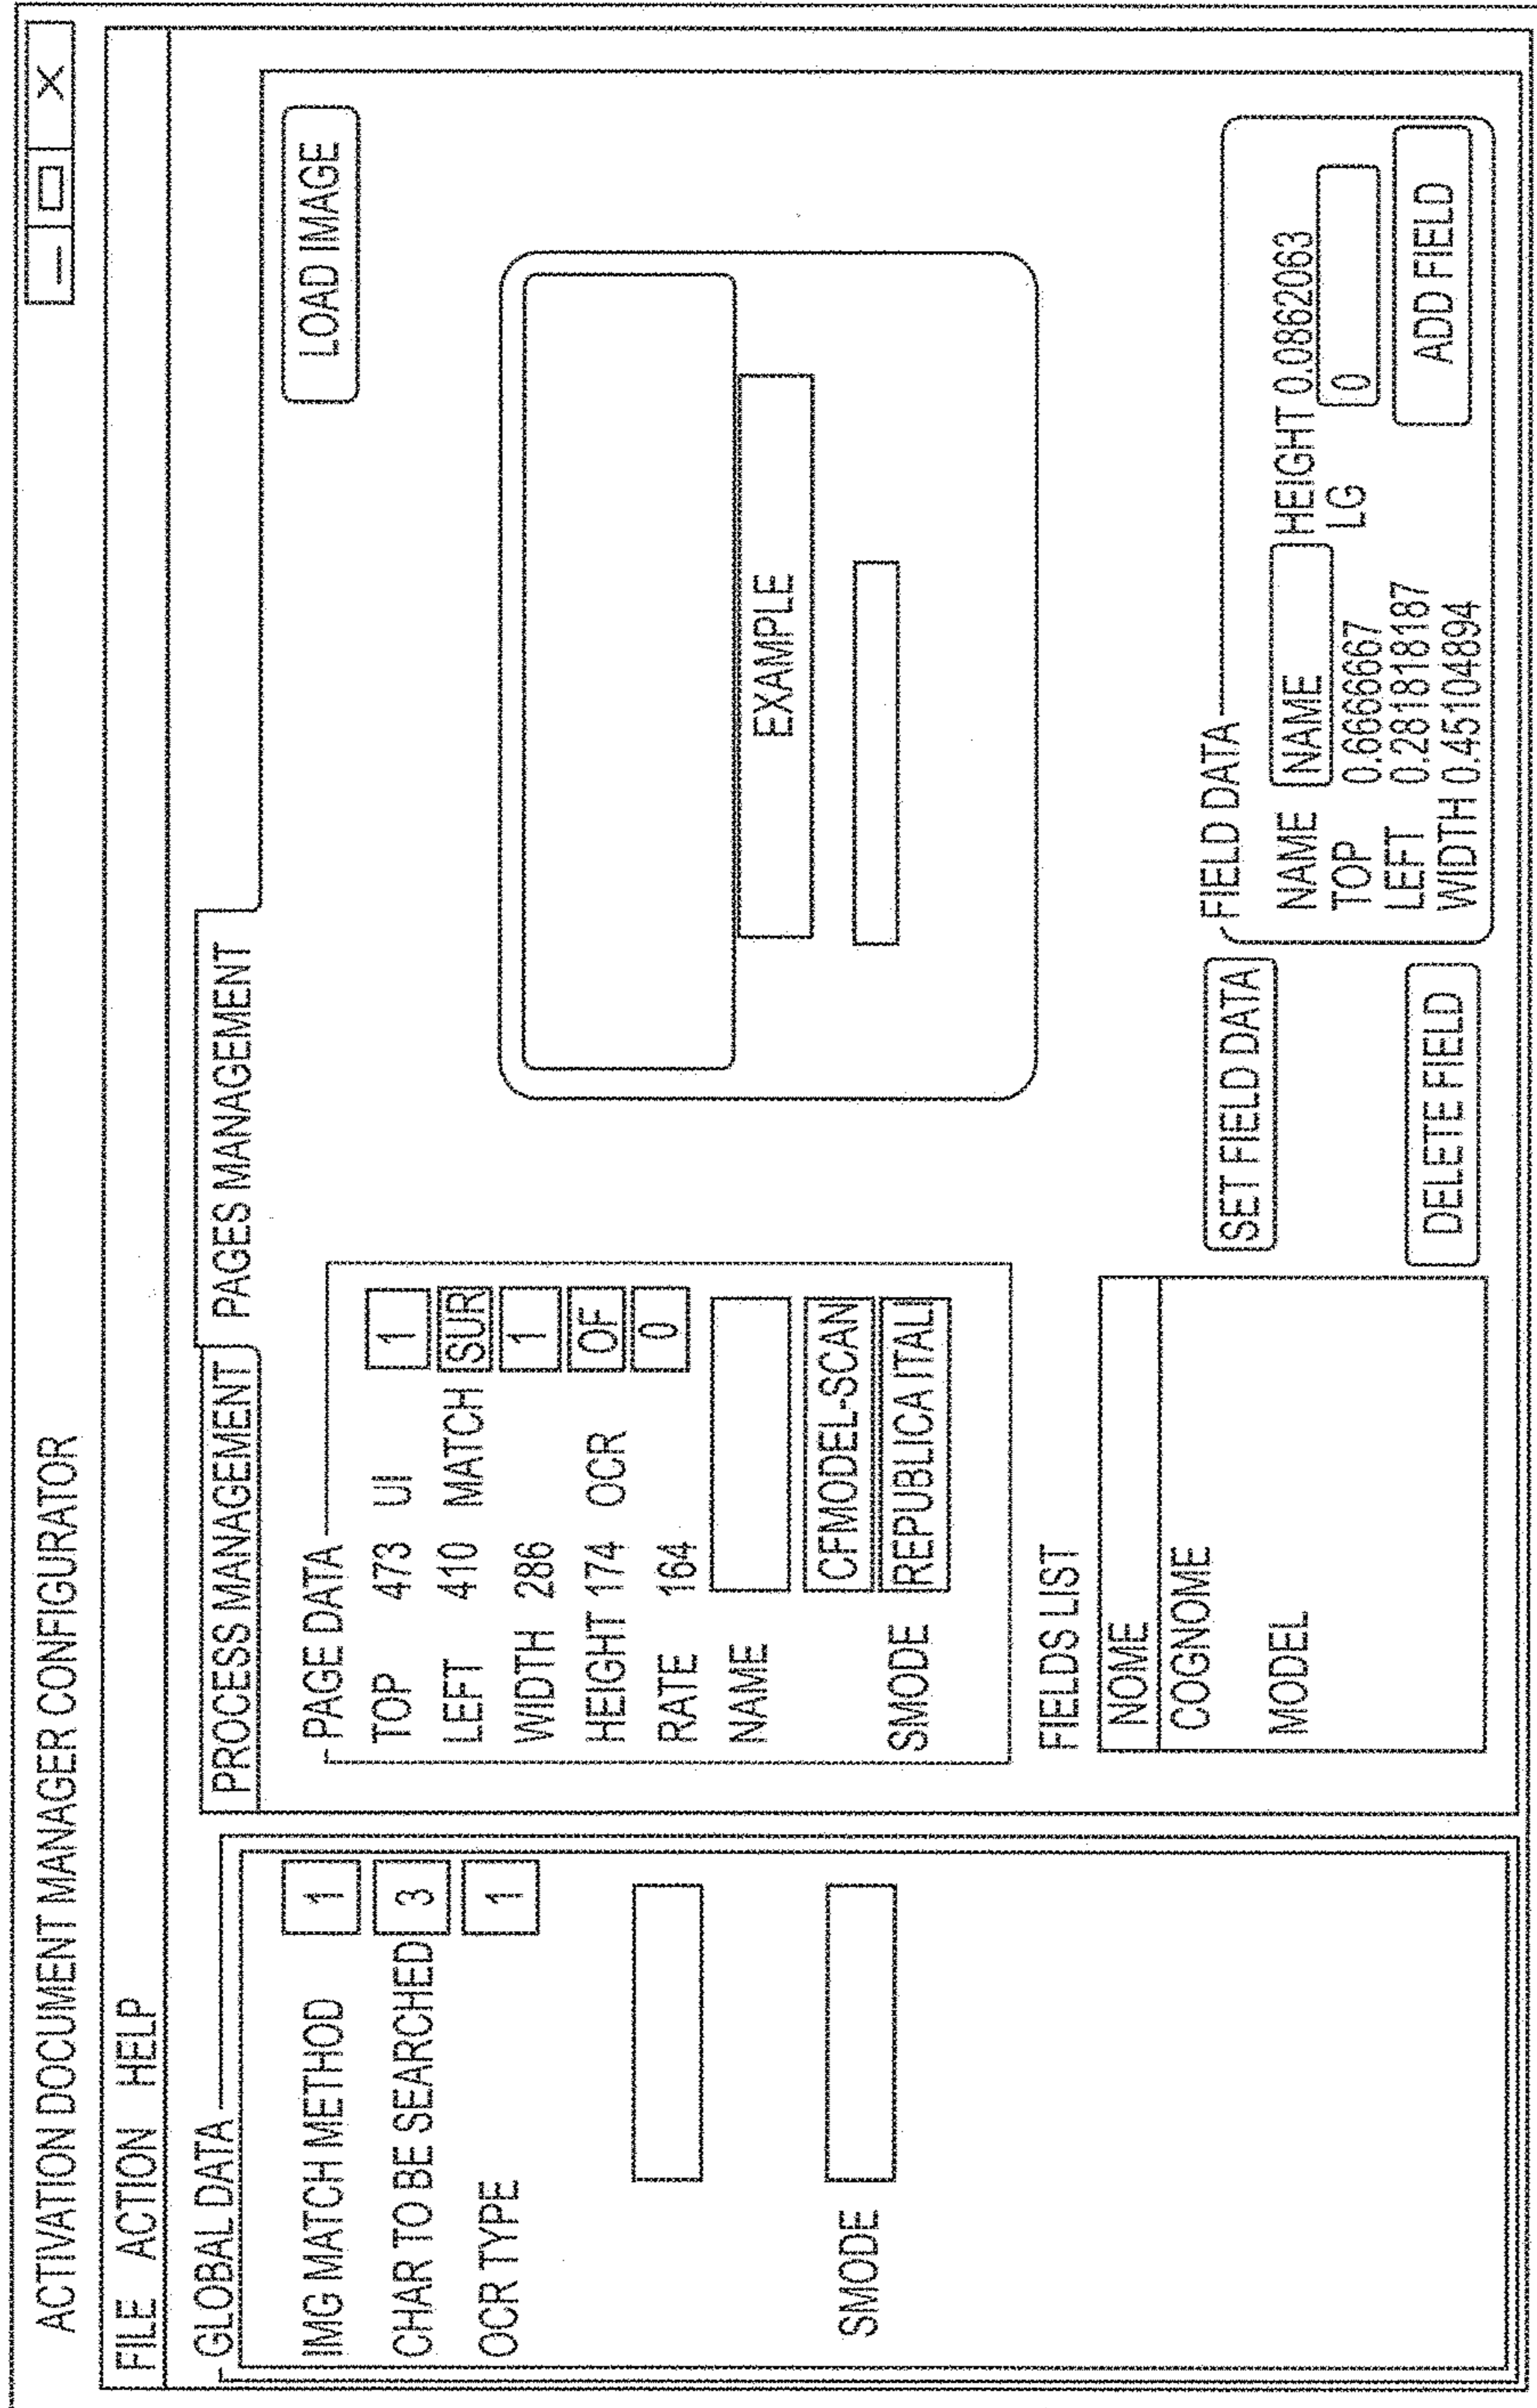 ACTIVATION DOCUMENT MANAGER CONFIGURATOR
FILE ACTION HELP
GLOBAL DATA
IMG MATCH METHOD 1
CHAR TO BE SEARCHED 3
OCR TYPE 1
SMODE
PROCESS MANAGEMENT PAGES MANAGEMENT
LOAD IMAGE
PAGE DATA
TOP 473 UI 1
LEFT 410 MATCH SUR
WIDTH 286 1
HEIGHT 174 OCR OF
RATE 164 0
NAME
CFMODEL-SCAN
SMODE REPUBLICA ITALI
EXAMPLE
FIELDS LIST
NOME
COGNOME
MODEL
SET FIELD DATA
DELETE FIELD
FIELD DATA
NAME NAME HEIGHT 0.0862063
TOP 0.6666667 LG 0
LEFT 0.281818187
WIDTH 0.45104894
ADD FIELD